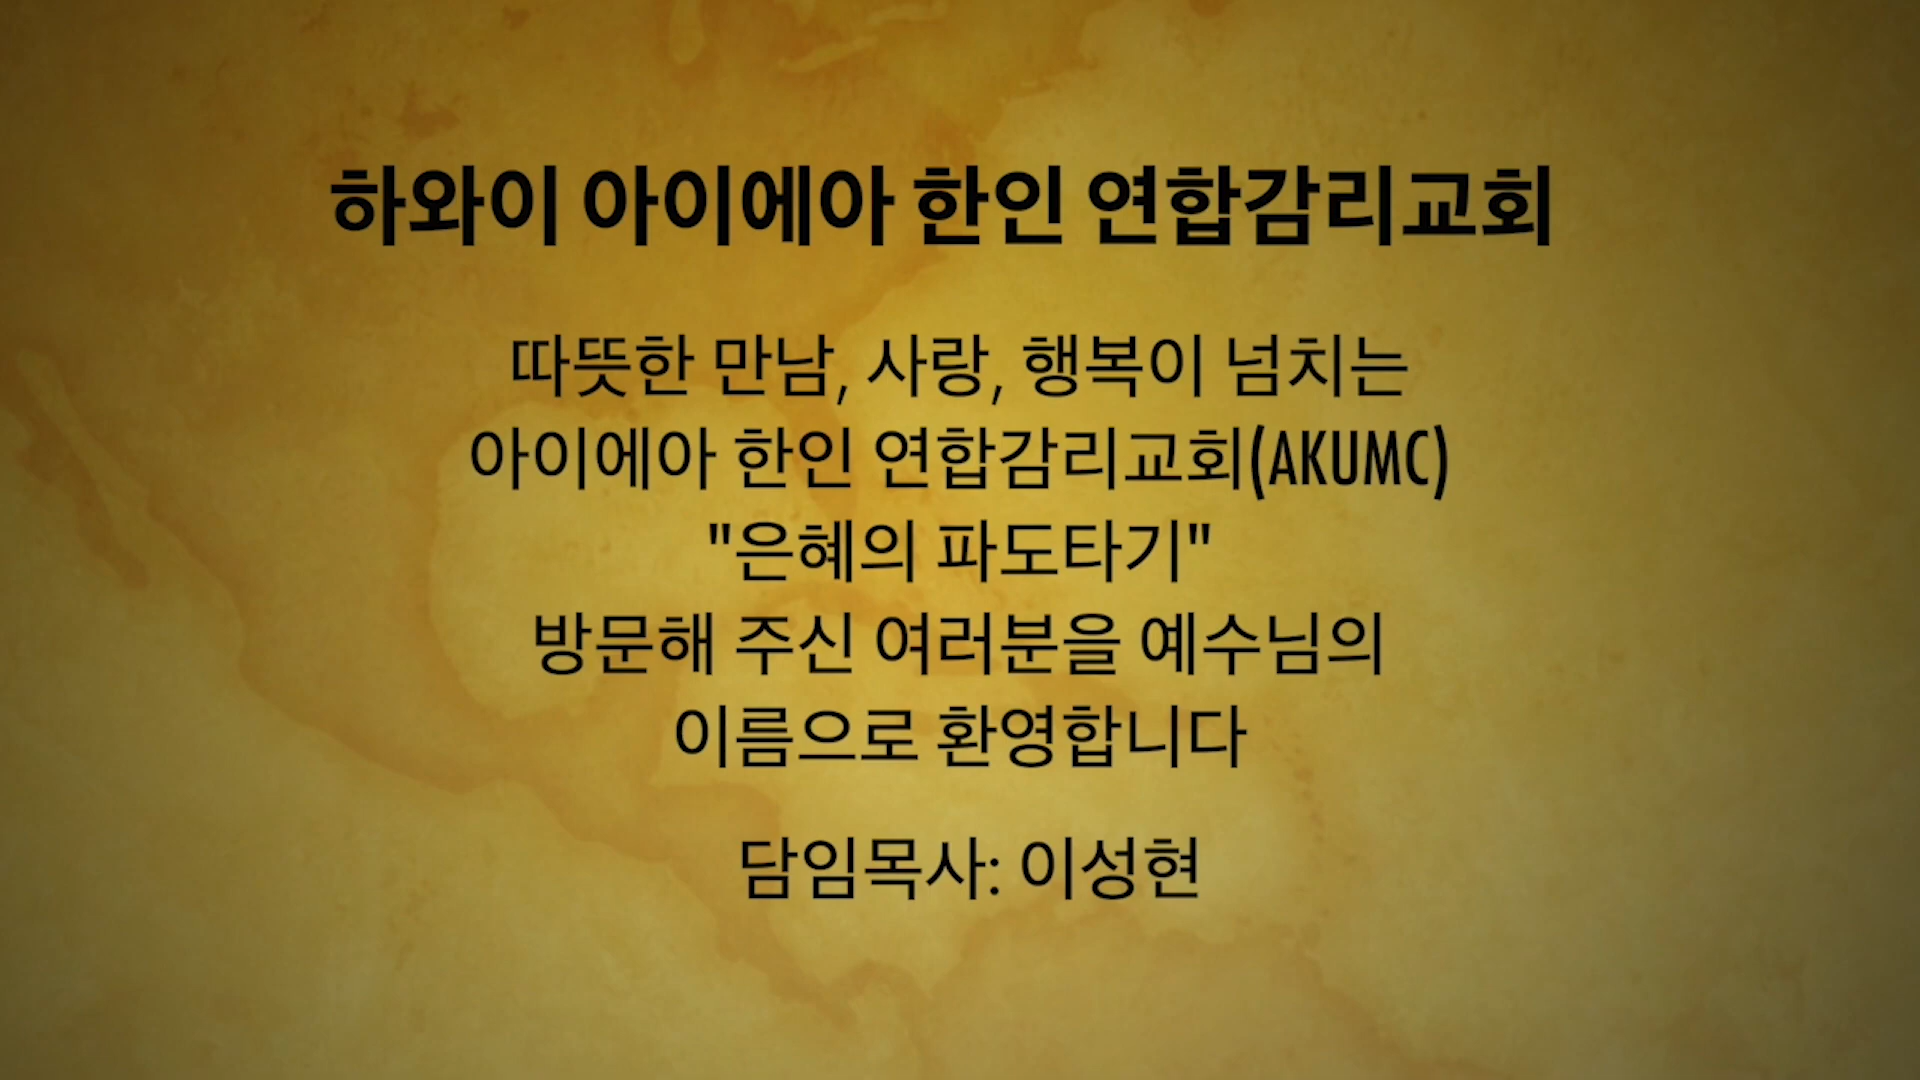 하와이 아이에아 한인 연합감리교회
따뜻한 만남, 사랑, 행복이 넘치는
아이에아 한인 연합감리교회(AKUMC)
"은혜의 파도타기"
방문해 주신 여러분을 예수님의
이름으로 환영합니다
담임목사: 이성현